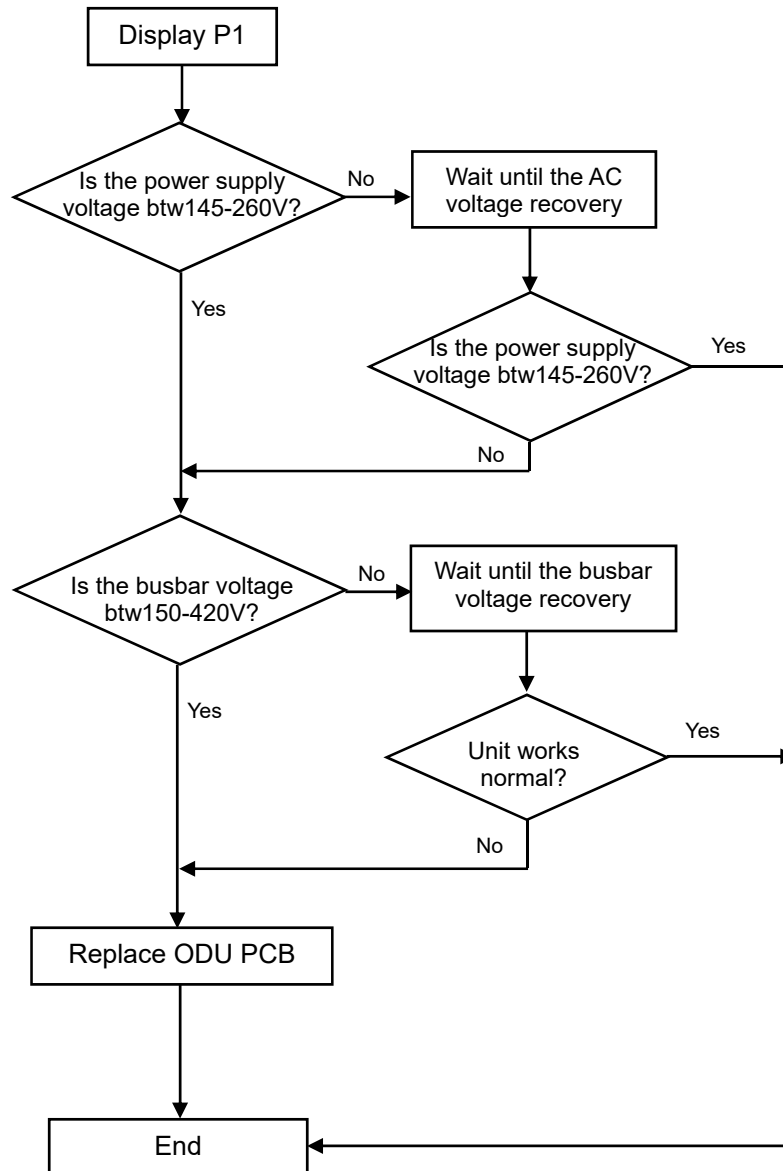 Display P1
Is the power supply
voltage btw145-260V?
No
Wait until the AC
voltage recovery
Yes
Is the power supply
voltage btw145-260V?
Yes
No
Is the busbar voltage
btw150-420V?
No
Wait until the busbar
voltage recovery
Yes
Unit works
normal?
Yes
No
Replace ODU PCB
End